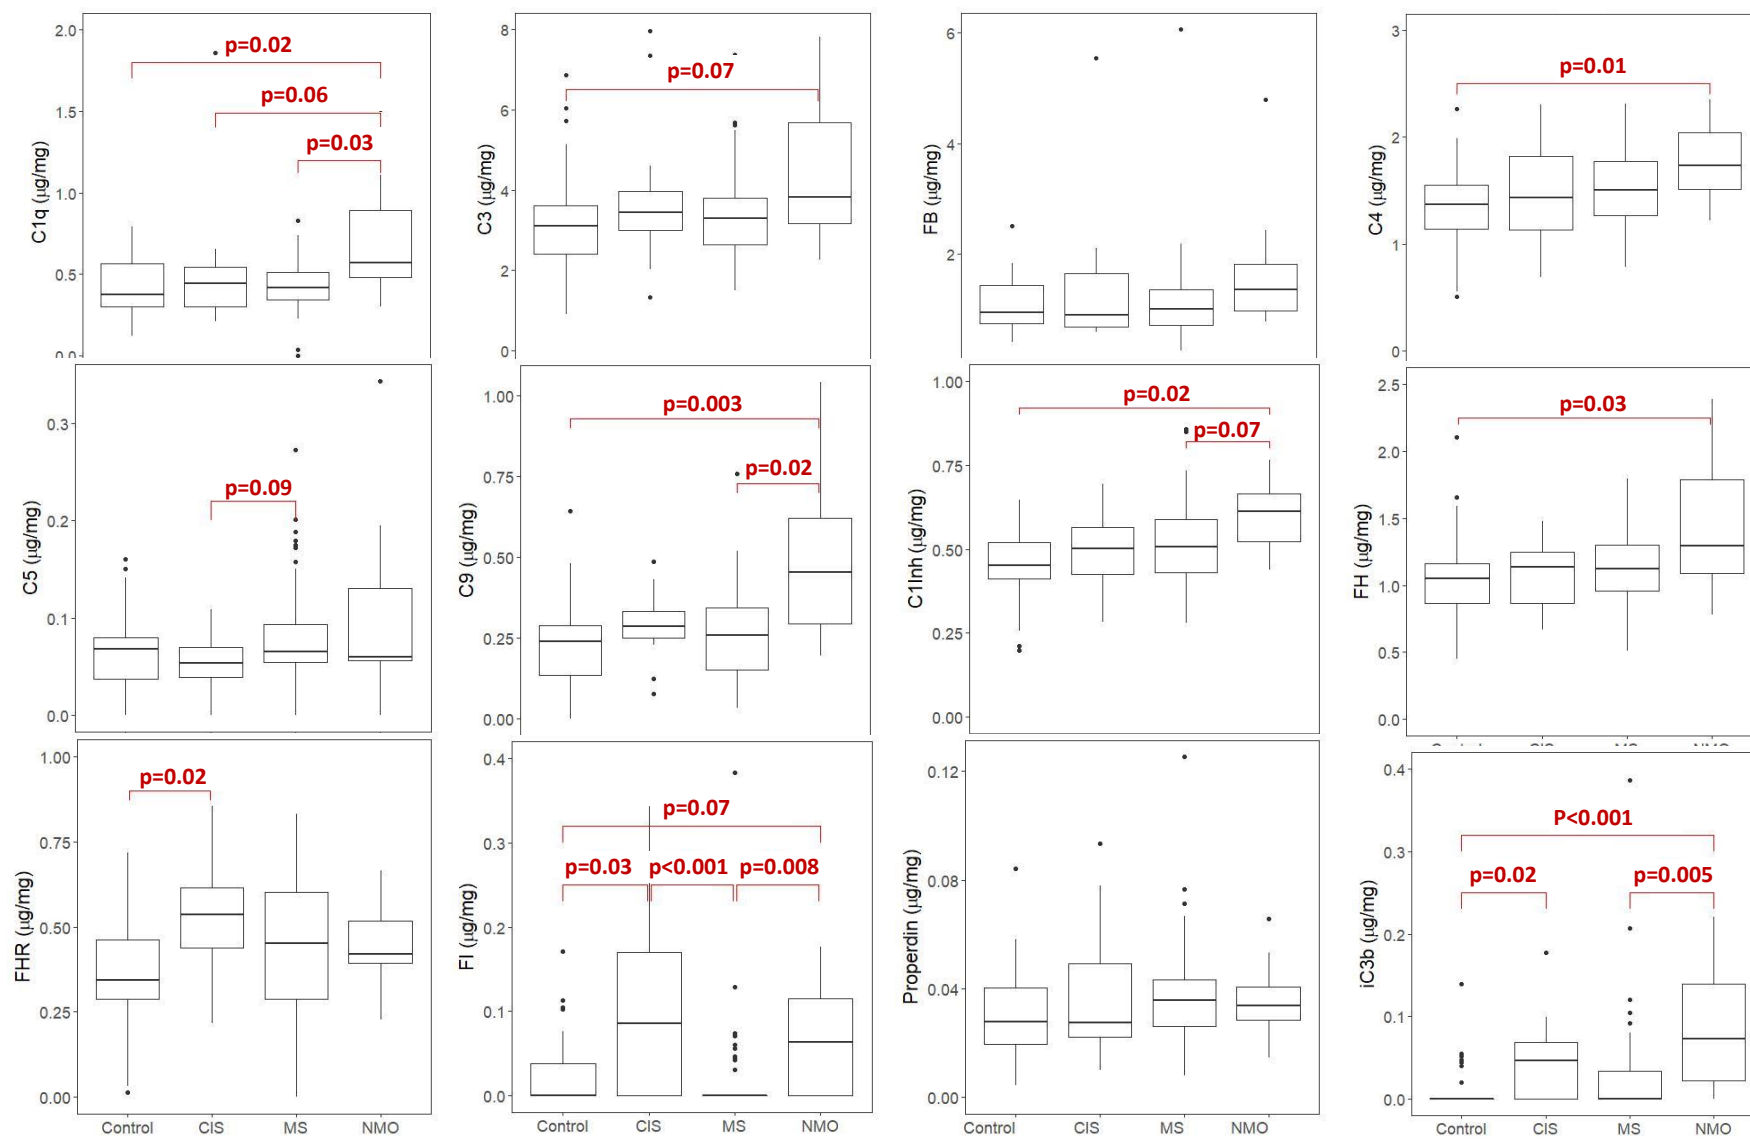 2.0
1.5
1.0
0.5
0.0
C1q (μg/mg)
p=0.02
p=0.06
p=0.03
8
6
4
2
0
C3 (μg/mg)
p=0.07
6
4
2
FB (μg/mg)
3
2
1
0
C4 (μg/mg)
p=0.01
0.3
0.2
0.1
0.0
C5 (μg/mg)
p=0.09
1.00
0.75
0.50
0.25
0.00
C9 (μg/mg)
p=0.003
p=0.02
1.00
0.75
0.50
0.25
0.00
C1Inh (μg/mg)
p=0.02
p=0.07
2.5
2.0
1.5
1.0
0.5
0.0
FH (μg/mg)
p=0.03
Control CIS MS NMO
1.00
0.75
0.50
0.25
0.00
FHR (μg/mg)
p=0.02
Control CIS MS NMO
0.4
0.3
0.2
0.1
0.0
FI (μg/mg)
p=0.07
p=0.03 p<0.001 p=0.008
Control CIS MS NMO
0.12
0.08
0.04
0.00
Properdin (μg/mg)
Control CIS MS NMO
0.4
0.3
0.2
0.1
0.0
iC3b (μg/mg)
P<0.001
p=0.02 p=0.005
Control CIS MS NMO